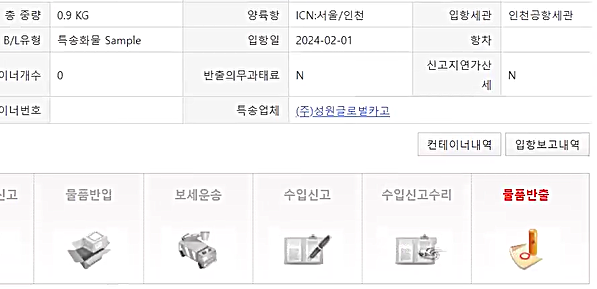 총 중량 0.9 KG 양륙항 ICN:서울/인천 입항세관 인천공항세관
B/L유형 특송화물 Sample 입항일 2024-02-01 항차
이너개수 0 반출의무과태료 N 신고지연가산세 N
이너번호 특송업체 (주)성원글로벌카고
컨테이너내역 입항보고내역
신고 물품반입 보세운송 수입신고 수입신고수리 물품반출